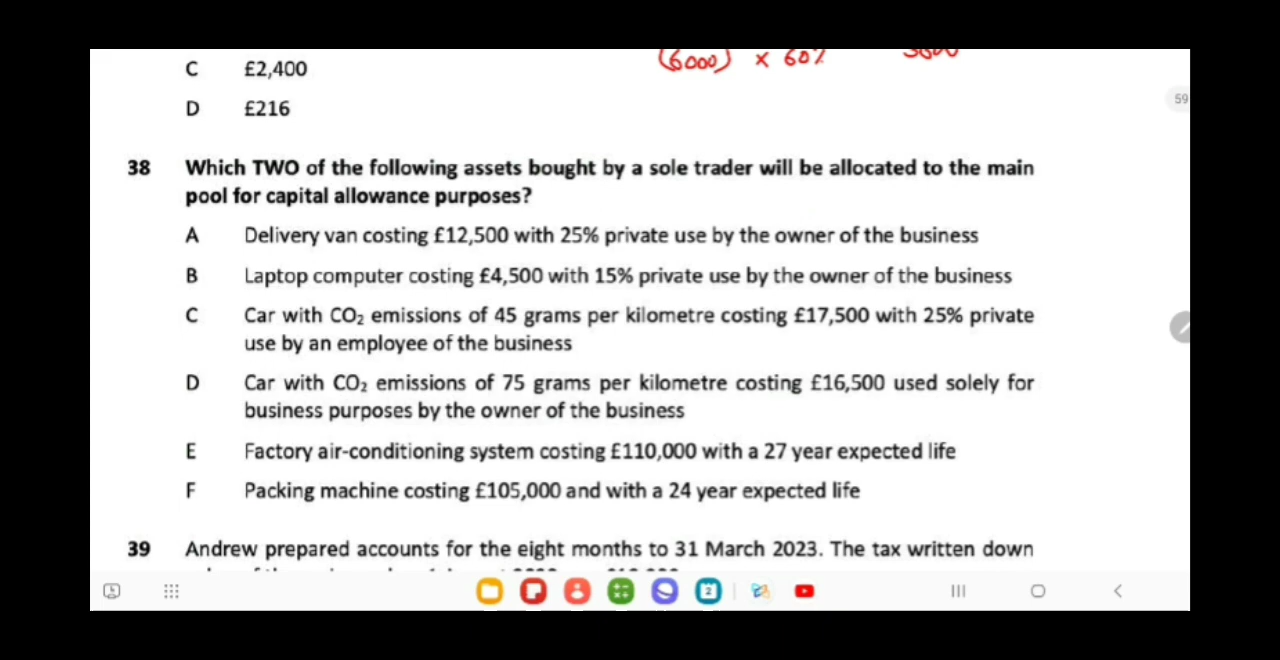 (6000) x 60%
C £2,400
D £216
59
38 Which TWO of the following assets bought by a sole trader will be allocated to the main
pool for capital allowance purposes?
A Delivery van costing £12,500 with 25% private use by the owner of the business
B Laptop computer costing £4,500 with 15% private use by the owner of the business
C Car with CO₂ emissions of 45 grams per kilometre costing £17,500 with 25% private
use by an employee of the business
D Car with CO₂ emissions of 75 grams per kilometre costing £16,500 used solely for
business purposes by the owner of the business
E Factory air-conditioning system costing £110,000 with a 27 year expected life
F Packing machine costing £105,000 and with a 24 year expected life
39 Andrew prepared accounts for the eight months to 31 March 2023. The tax written down
2